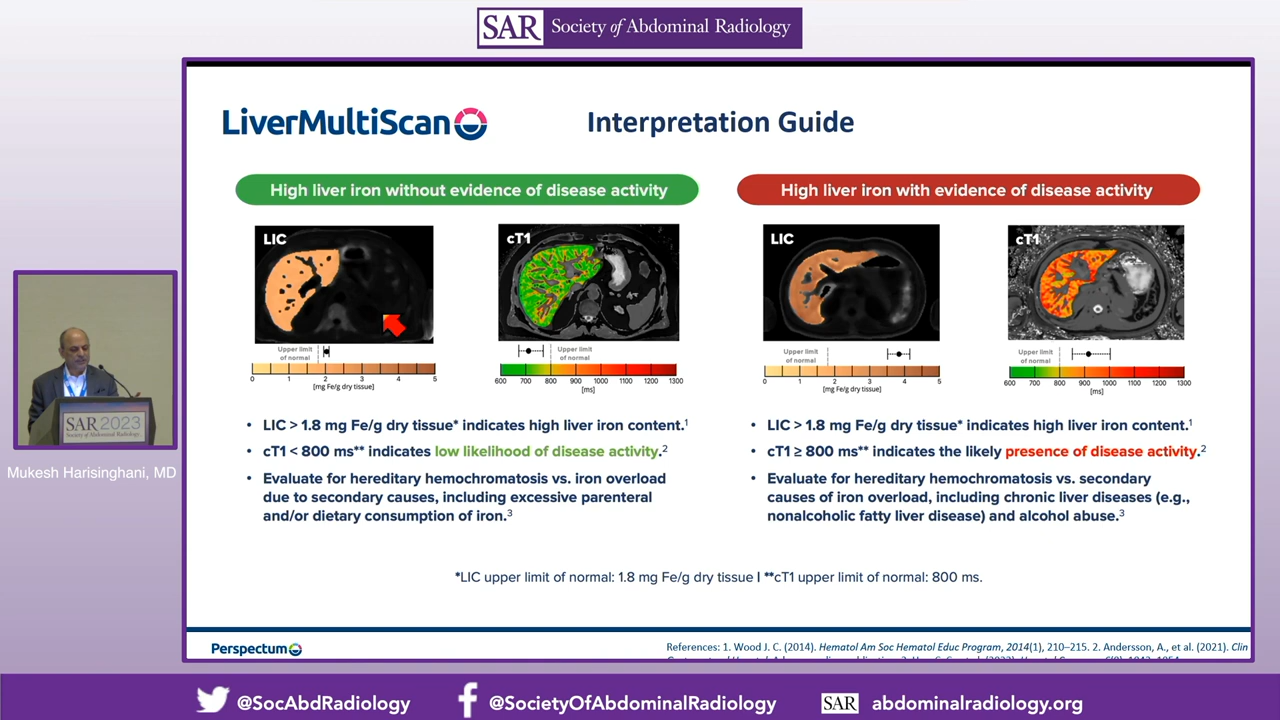 SAR Society of Abdominal Radiology
LiverMultiScan
Interpretation Guide
High liver iron without evidence of disease activity
LIC
cT1
Upper limit
of normal
0 1 2 3 4 5
[mg Fe/g dry tissue]
Upper limit
of normal
600 700 800 900 1000 1100 1200 1300
[ms]
• LIC > 1.8 mg Fe/g dry tissue* indicates high liver iron content.1
• cT1 < 800 ms** indicates low likelihood of disease activity.2
• Evaluate for hereditary hemochromatosis vs. iron overload
due to secondary causes, including excessive parenteral
and/or dietary consumption of iron.3
High liver iron with evidence of disease activity
LIC
cT1
Upper limit
of normal
0 1 2 3 4 5
[mg Fe/g dry tissue]
Upper limit
of normal
600 700 800 900 1000 1100 1200 1300
[ms]
• LIC > 1.8 mg Fe/g dry tissue* indicates high liver iron content.1
• cT1 ≥ 800 ms** indicates the likely presence of disease activity.2
• Evaluate for hereditary hemochromatosis vs. secondary
causes of iron overload, including chronic liver diseases (e.g.,
nonalcoholic fatty liver disease) and alcohol abuse.3
*LIC upper limit of normal: 1.8 mg Fe/g dry tissue I **cT1 upper limit of normal: 800 ms.
Perspectum
References: 1. Wood J. C. (2014). Hematol Am Soc Hematol Educ Program, 2014(1), 210–215. 2. Andersson, A., et al. (2021). Clin
SAR 2023
Society of Abdominal Radiology
Mukesh Harisinghani, MD
@SocAbdRadiology
@SocietyOfAbdominalRadiology
SAR abdominalradiology.org